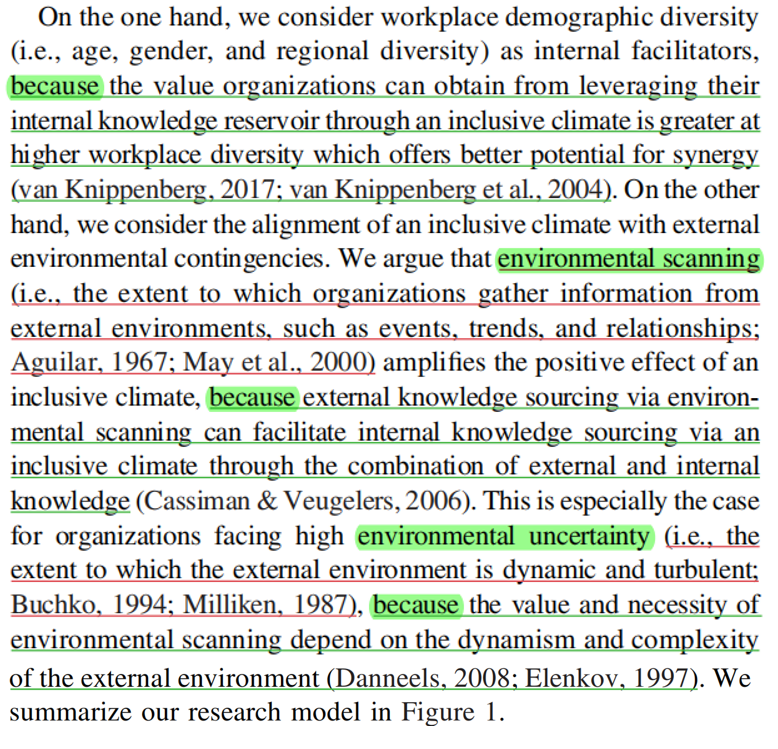 On the one hand, we consider workplace demographic diversity
(i.e., age, gender, and regional diversity) as internal facilitators,
because the value organizations can obtain from leveraging their
internal knowledge reservoir through an inclusive climate is greater at
higher workplace diversity which offers better potential for synergy
(van Knippenberg, 2017; van Knippenberg et al., 2004). On the other
hand, we consider the alignment of an inclusive climate with external
environmental contingencies. We argue that environmental scanning
(i.e., the extent to which organizations gather information from
external environments, such as events, trends, and relationships;
Aguilar, 1967; May et al., 2000) amplifies the positive effect of an
inclusive climate, because external knowledge sourcing via environ-
mental scanning can facilitate internal knowledge sourcing via an
inclusive climate through the combination of external and internal
knowledge (Cassiman & Veugelers, 2006). This is especially the case
for organizations facing high environmental uncertainty (i.e., the
extent to which the external environment is dynamic and turbulent;
Buchko, 1994; Milliken, 1987), because the value and necessity of
environmental scanning depend on the dynamism and complexity
of the external environment (Danneels, 2008; Elenkov, 1997). We
summarize our research model in Figure 1.